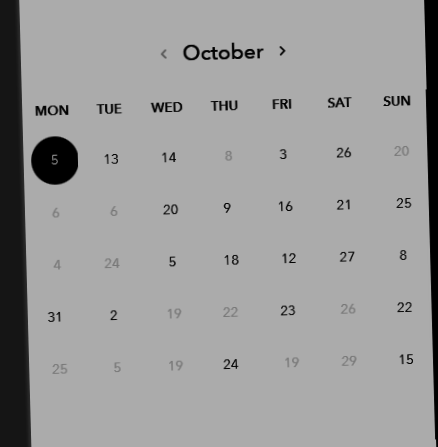 ‹ October ›
MON TUE WED THU FRI SAT SUN
5 13 14 8 3 26 20
6 6 20 9 16 21 25
4 24 5 18 12 27 8
31 2 19 22 23 26 22
25 5 19 24 19 29 15